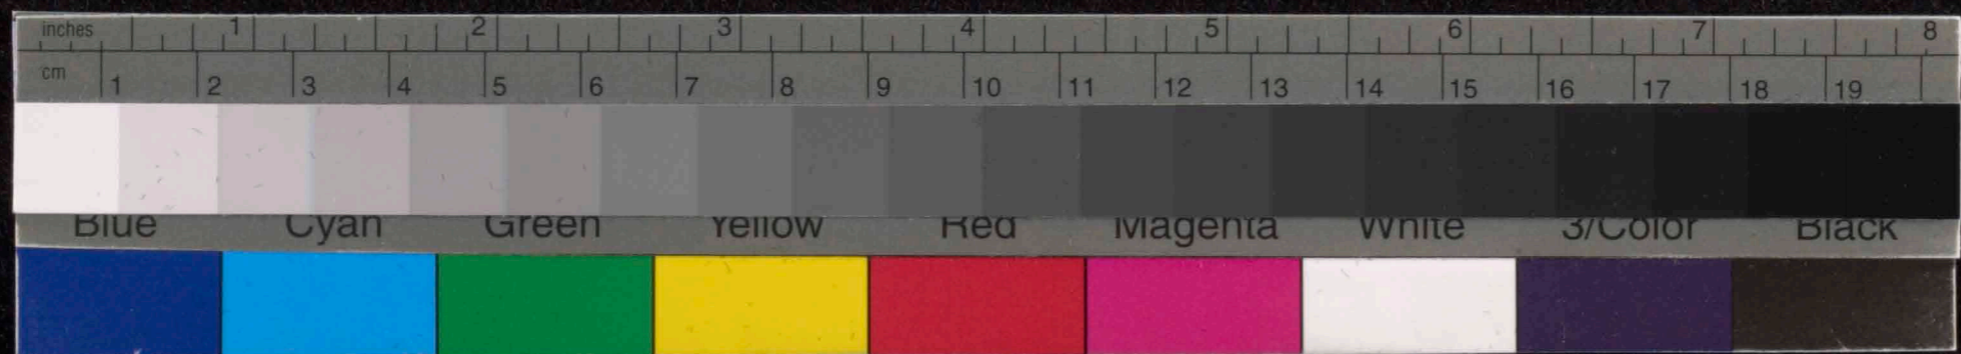 inches 1 2 3 4 5 6 7 8
cm 1 2 3 4 5 6 7 8 9 10 11 12 13 14 15 16 17 18 19
Blue Cyan Green Yellow Red Magenta White 3/Color Black